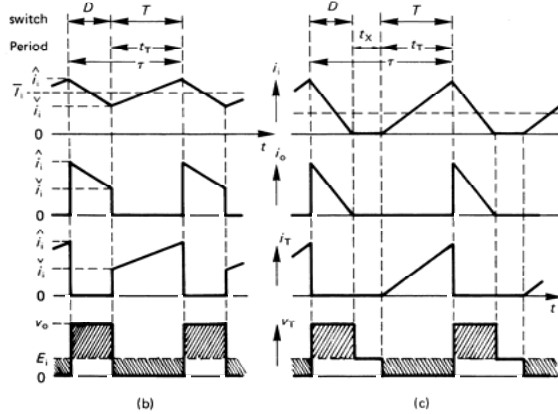 switch D T D T
Period t_T t_X t_T
τ τ
î_i i_i
Ī_i
ǐ_i
0 0
t
i_o
î_i
ǐ_i
0 0
î_i i_T
ǐ_i
0 0
t
v_o v_T
E_i
0 0
(b) (c)